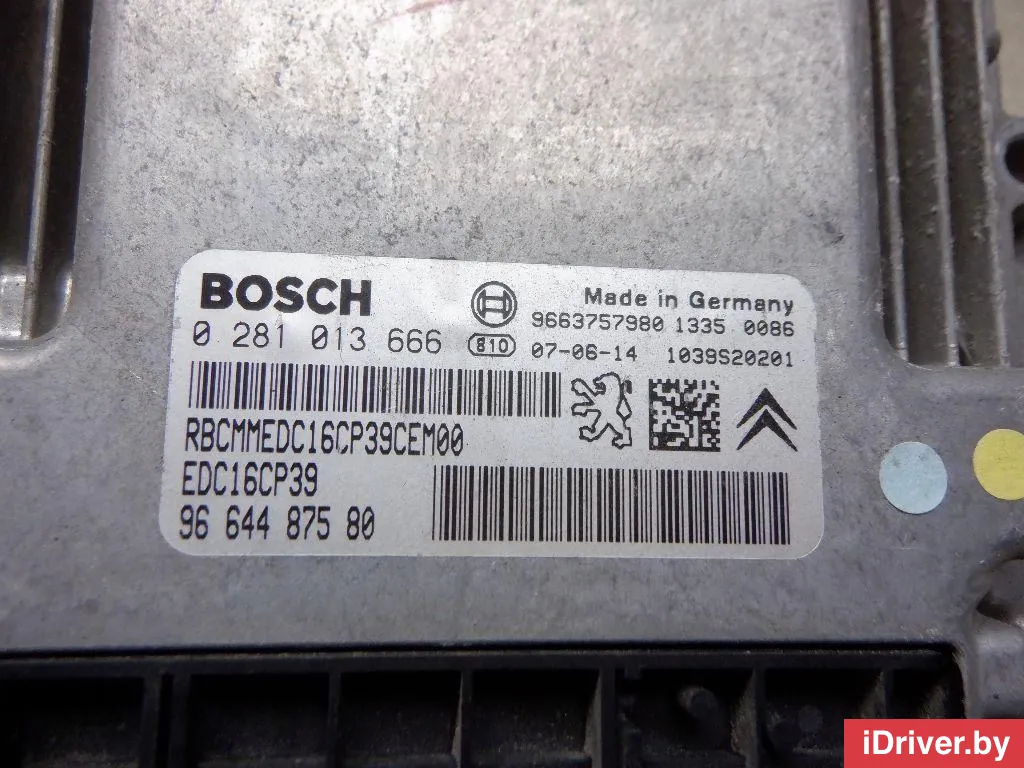 BOSCH
Made in Germany
9663757980 1335 0086
0 281 013 666
810 07-06-14 1039S20201
RBCMMEDC16CP39CEM00
EDC16CP39
96 644 875 80
iDriver.by